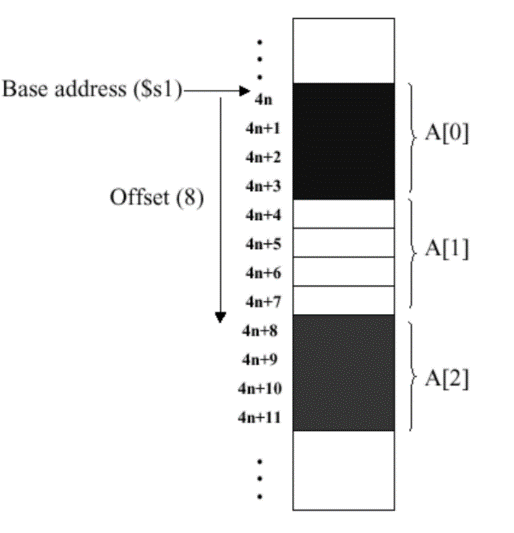 Base address ($s1)
4n
4n+1
A[0]
4n+2
4n+3
Offset (8)
4n+4
4n+5
A[1]
4n+6
4n+7
4n+8
4n+9
A[2]
4n+10
4n+11